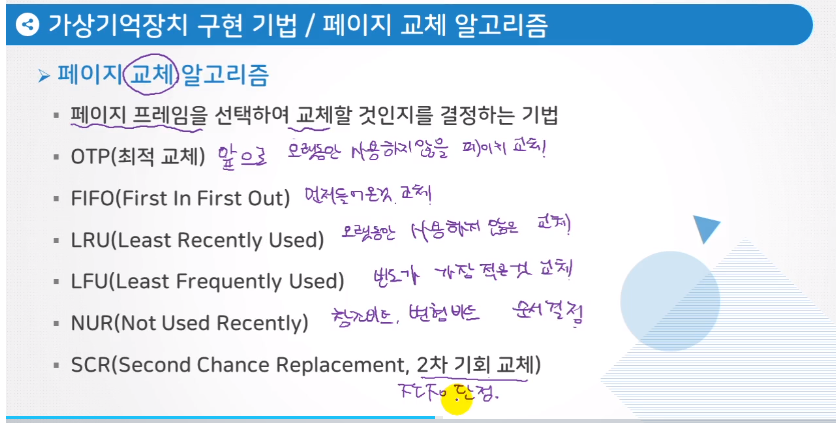 가상기억장치 구현 기법 / 페이지 교체 알고리즘
➢ 페이지 교체 알고리즘
▪ 페이지 프레임을 선택하여 교체할 것인지를 결정하는 기법
▪ OTP(최적 교체) 앞으로 오랫동안 사용하지않을 페이지 교체!
▪ FIFO(First In First Out) 먼저들어온것 교체!
▪ LRU(Least Recently Used) 오랫동안 사용하지 않은 교체!
▪ LFU(Least Frequently Used) 빈도가 가장 적은것 교체
▪ NUR(Not Used Recently) 참조비트, 변형비트 순서결정
▪ SCR(Second Chance Replacement, 2차 기회 교체)
FIFO 단점.